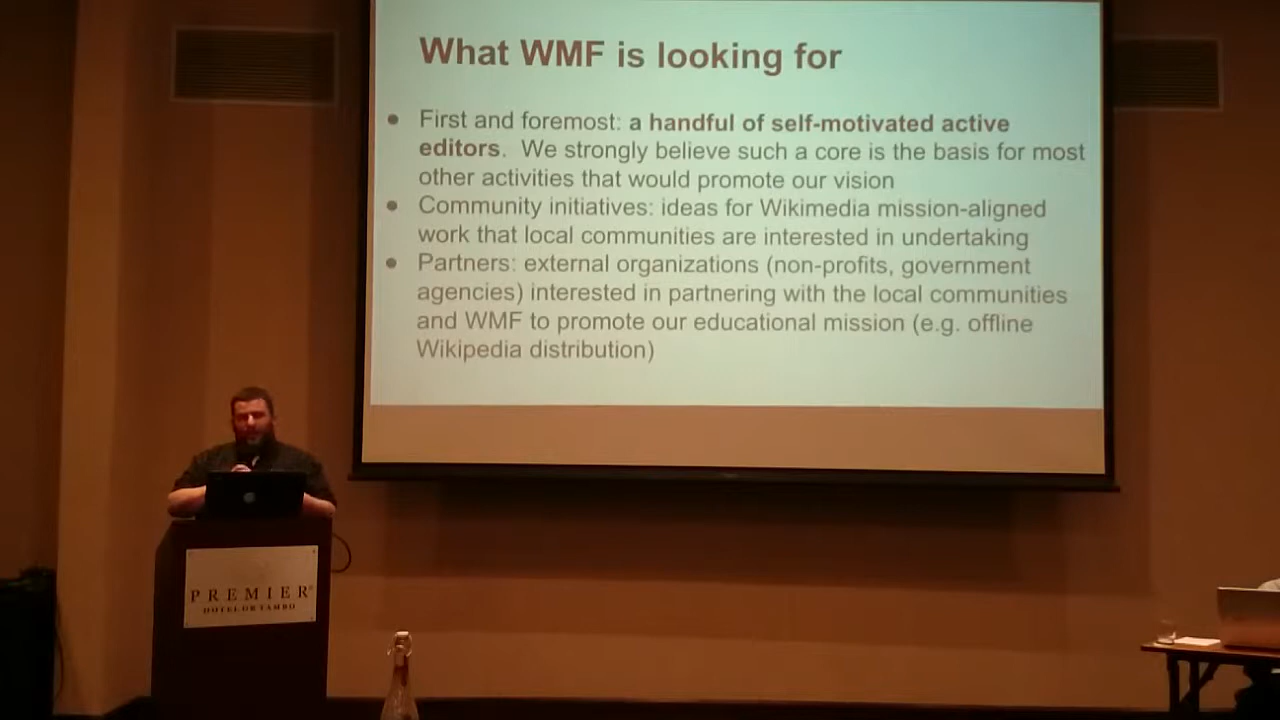 What WMF is looking for
● First and foremost: a handful of self-motivated active
editors. We strongly believe such a core is the basis for most
other activities that would promote our vision
● Community initiatives: ideas for Wikimedia mission-aligned
work that local communities are interested in undertaking
● Partners: external organizations (non-profits, government
agencies) interested in partnering with the local communities
and WMF to promote our educational mission (e.g. offline
Wikipedia distribution)
PREMIER
HOTEL OR TAMBO